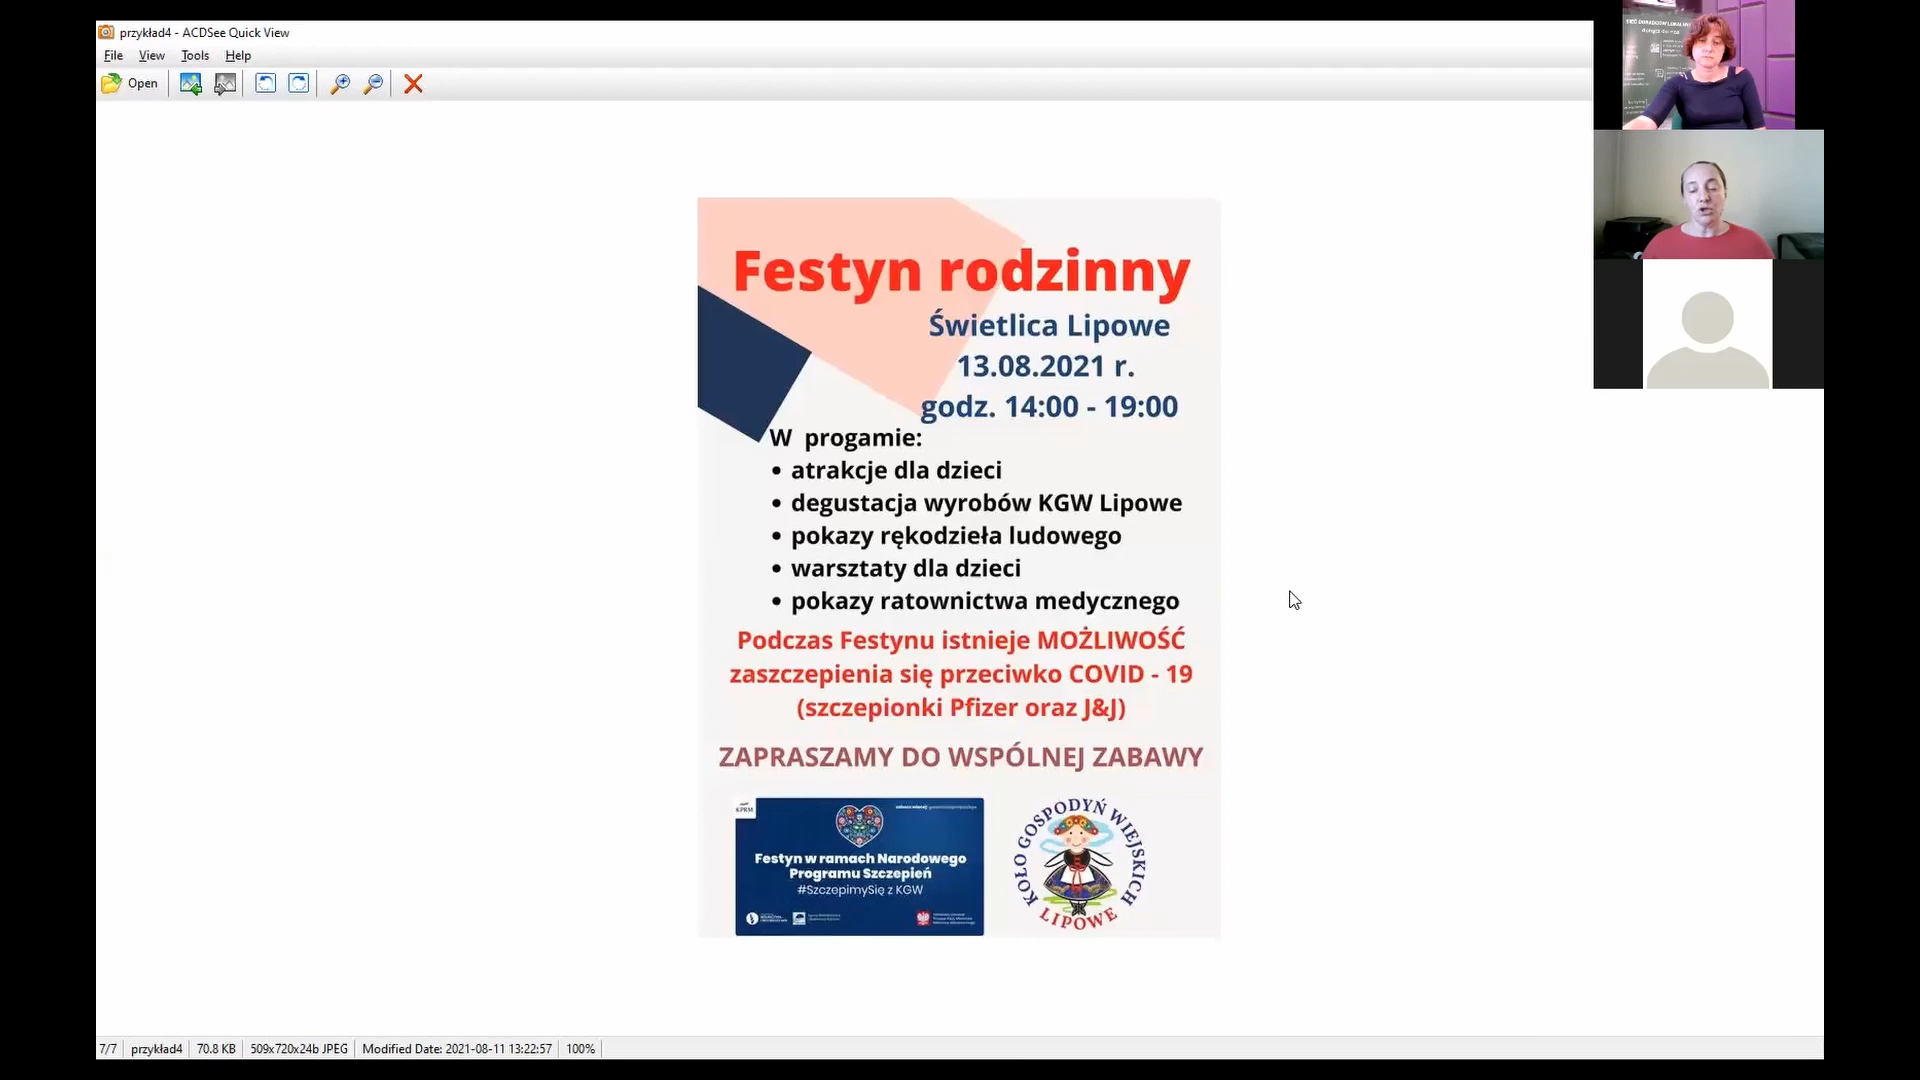 przykład4 - ACDSee Quick View
File View Tools Help
Open
Festyn rodzinny
Świetlica Lipowe
13.08.2021 r.
godz. 14:00 - 19:00
W progamie:
• atrakcje dla dzieci
• degustacja wyrobów KGW Lipowe
• pokazy rękodzieła ludowego
• warsztaty dla dzieci
• pokazy ratownictwa medycznego
Podczas Festynu istnieje MOŻLIWOŚĆ
zaszczepienia się przeciwko COVID - 19
(szczepionki Pfizer oraz J&J)
ZAPRASZAMY DO WSPÓLNEJ ZABAWY
KPRM
Festyn w ramach Narodowego
Programu Szczepień
#SzczepimySię z KGW
KOŁO GOSPODYŃ WIEJSKICH
LIPOWE
7/7 przykład4 70.8 KB 509x720x24b JPEG Modified Date: 2021-08-11 13:22:57 100%